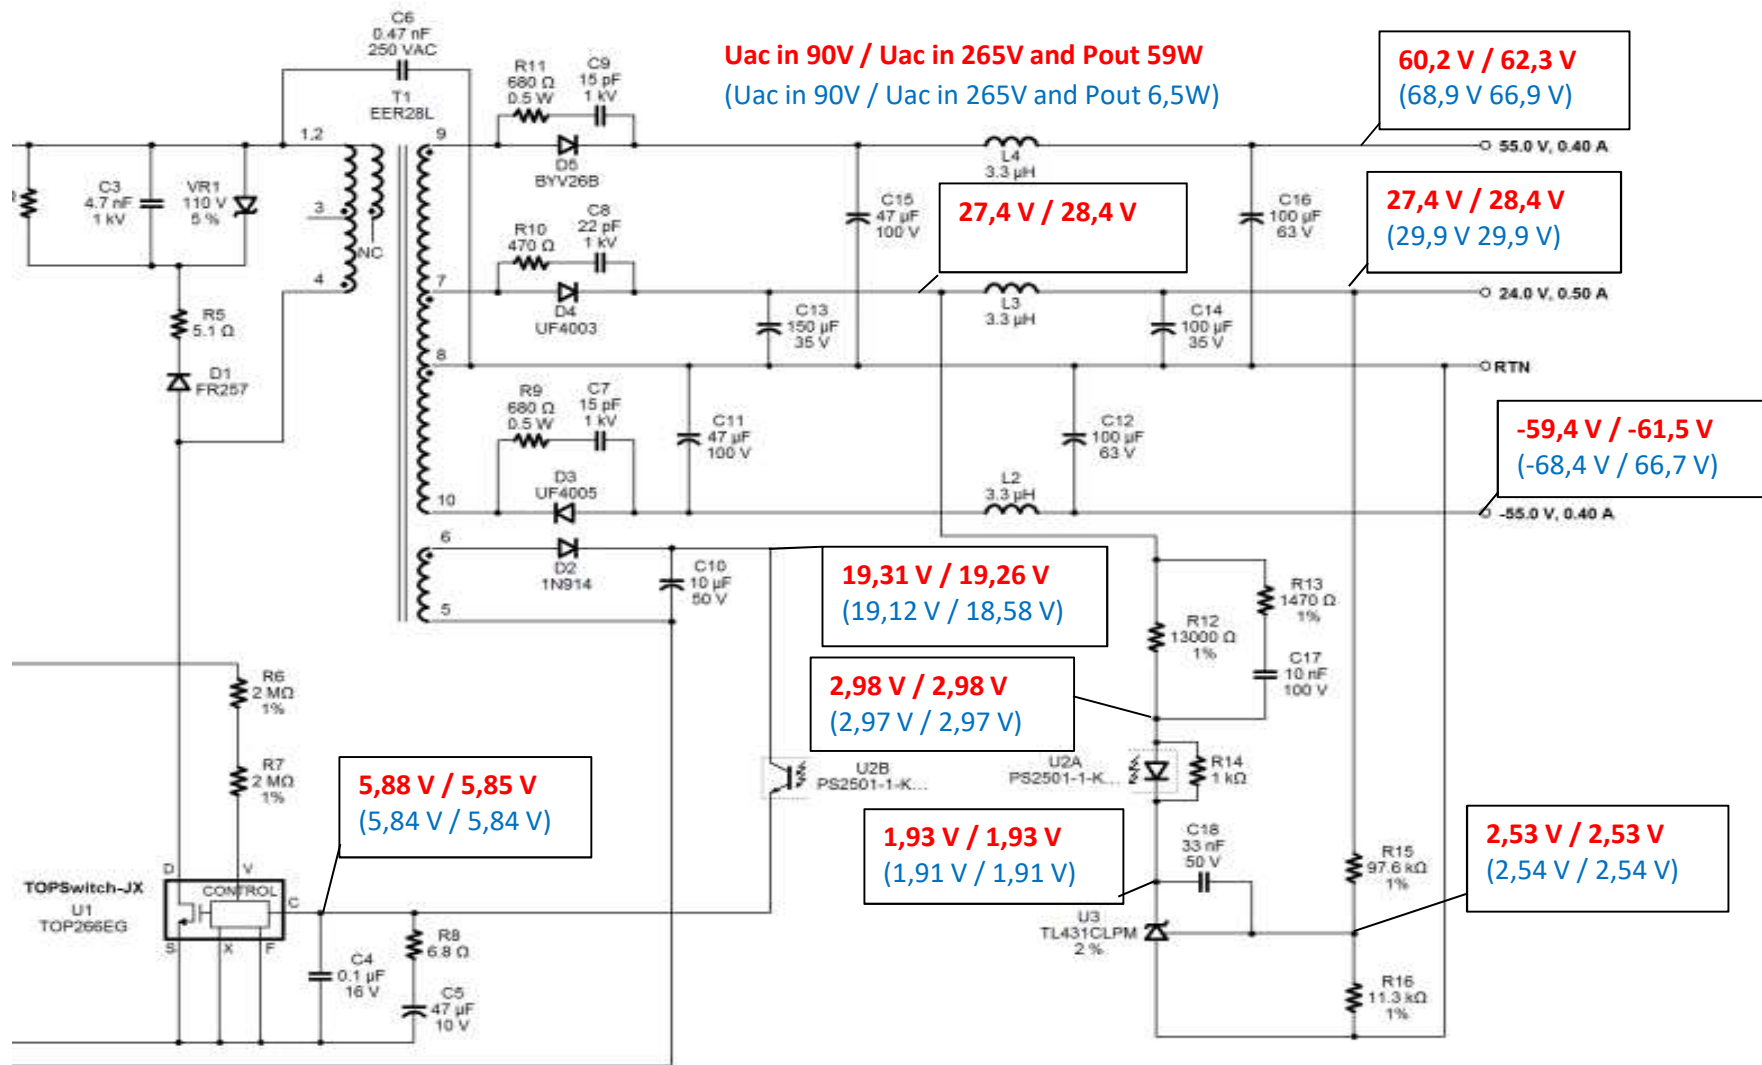 C6
0.47 nF
250 VAC
Uac in 90V / Uac in 265V and Pout 59W
(Uac in 90V / Uac in 265V and Pout 6,5W)
60,2 V / 62,3 V
(68,9 V 66,9 V)
R11
680 Ω
0.5 W
C9
15 pF
1 kV
T1
EER28L
1,2
9
D5
BYV26B
L4
3.3 µH
55.0 V, 0.40 A
C3
4.7 nF
1 kV
VR1
110 V
5 %
3
NC
4
R10
470 Ω
C8
22 pF
1 kV
C15
47 µF
100 V
27,4 V / 28,4 V
C16
100 µF
63 V
27,4 V / 28,4 V
(29,9 V 29,9 V)
7
D4
UF4003
L3
3.3 µH
24.0 V, 0.50 A
R5
5.1 Ω
C13
150 µF
35 V
C14
100 µF
35 V
8
RTN
D1
FR257
R9
680 Ω
0.5 W
C7
15 pF
1 kV
C11
47 µF
100 V
C12
100 µF
63 V
-59,4 V / -61,5 V
(-68,4 V / 66,7 V)
D3
UF4005
10
L2
3.3 µH
-55.0 V, 0.40 A
6
D2
1N914
C10
10 µF
50 V
5
19,31 V / 19,26 V
(19,12 V / 18,58 V)
R13
1470 Ω
1%
R12
13000 Ω
1%
C17
10 nF
100 V
R6
2 MΩ
1%
2,98 V / 2,98 V
(2,97 V / 2,97 V)
R7
2 MΩ
1%
5,88 V / 5,85 V
(5,84 V / 5,84 V)
U2B
PS2501-1-K...
U2A
PS2501-1-K...
R14
1 kΩ
1,93 V / 1,93 V
(1,91 V / 1,91 V)
C18
33 nF
50 V
2,53 V / 2,53 V
(2,54 V / 2,54 V)
R15
97.6 kΩ
1%
D
V
TOPSwitch-JX
U1
TOP266EG
CONTROL
C
S
X
F
R8
6.8 Ω
C4
0.1 µF
16 V
C5
47 µF
10 V
U3
TL431CLPM
2 %
R16
11.3 kΩ
1%